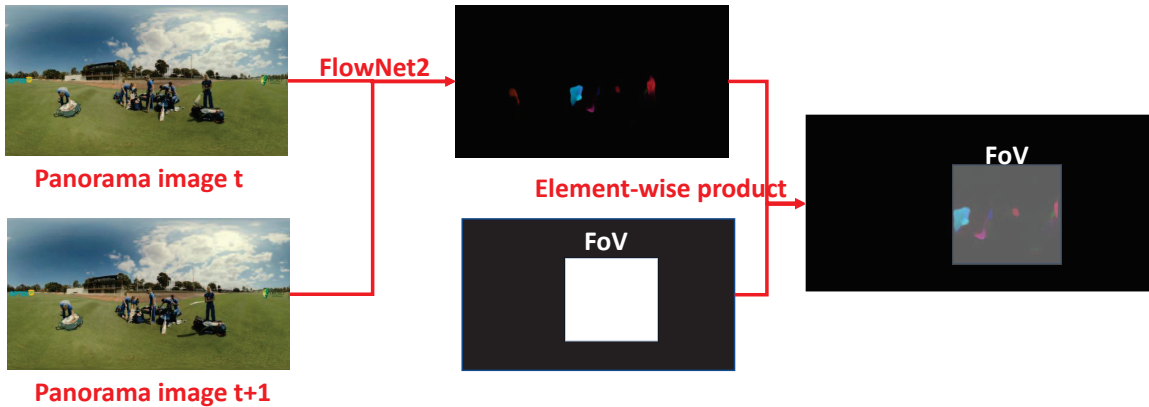 FlowNet2
Panorama image t
Element-wise product
FoV
FoV
Panorama image t+1